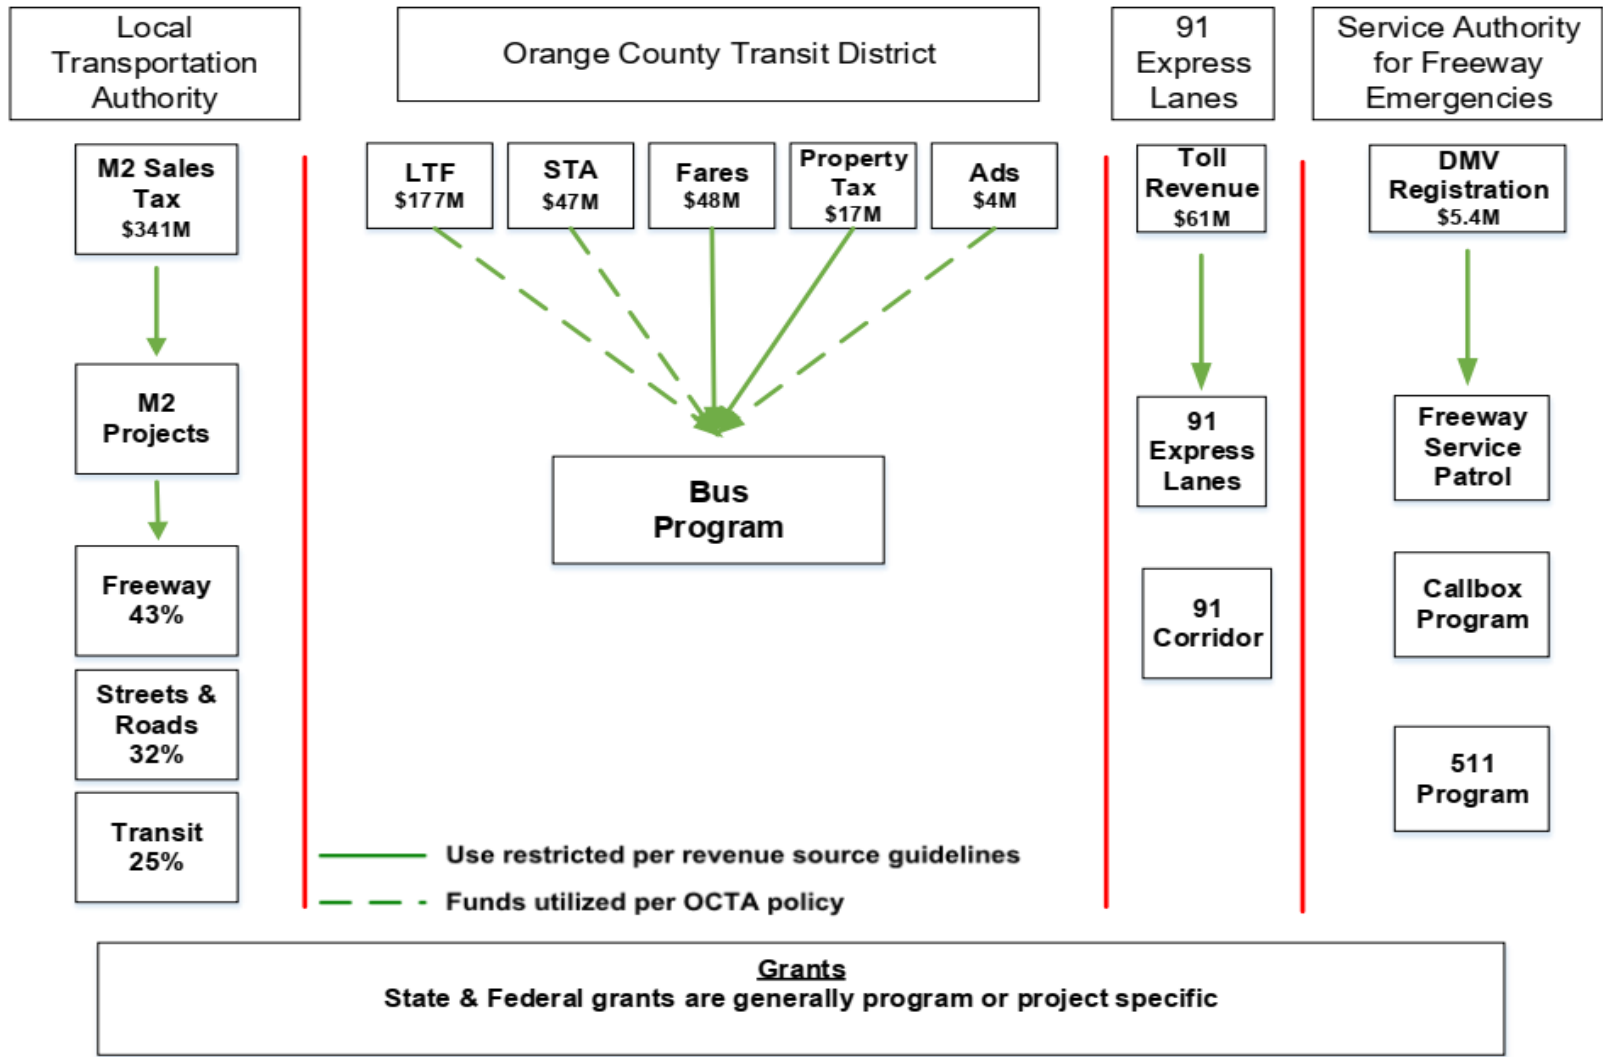 Local
Transportation
Authority
Orange County Transit District
91
Express
Lanes
Service Authority
for Freeway
Emergencies
M2 Sales
Tax
$341M
LTF
$177M
STA
$47M
Fares
$48M
Property
Tax
$17M
Ads
$4M
Toll
Revenue
$61M
DMV
Registration
$5.4M
M2
Projects
Bus
Program
91
Express
Lanes
Freeway
Service
Patrol
Freeway
43%
91
Corridor
Callbox
Program
Streets &
Roads
32%
511
Program
Transit
25%
Use restricted per revenue source guidelines
Funds utilized per OCTA policy
Grants
State & Federal grants are generally program or project specific